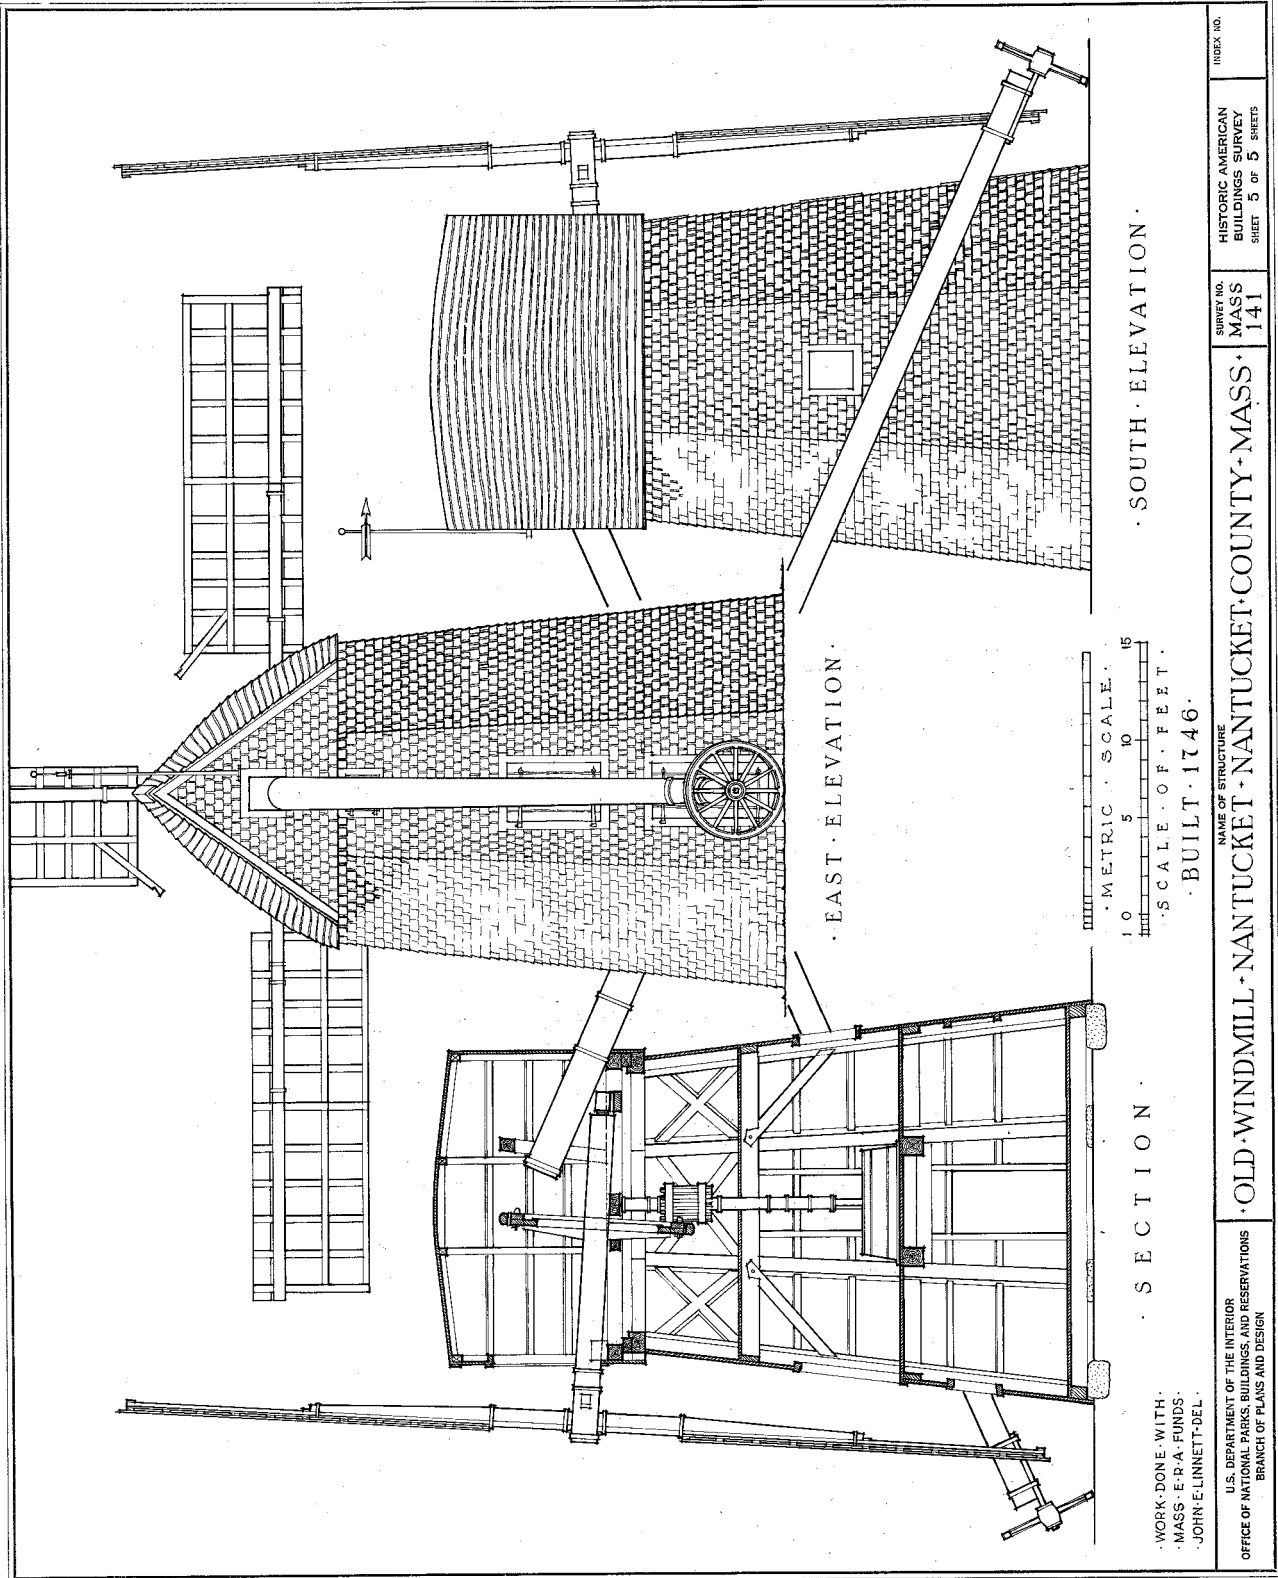 · SECTION ·
· EAST · ELEVATION ·
· SOUTH · ELEVATION ·
· METRIC · SCALE ·
1 0 5 10 15
· SCALE · OF · FEET ·
· BUILT · 1746 ·
· WORK · DONE · WITH ·
· MASS · E · R · A · FUNDS ·
· JOHN · E · LINNETT · DEL ·
U.S. DEPARTMENT OF THE INTERIOR
OFFICE OF NATIONAL PARKS, BUILDINGS, AND RESERVATIONS
BRANCH OF PLANS AND DESIGN
NAME OF STRUCTURE
· OLD · WINDMILL · NANTUCKET · NANTUCKET · COUNTY · MASS ·
SURVEY NO.
MASS
141
HISTORIC AMERICAN
BUILDINGS SURVEY
SHEET 5 OF 5 SHEETS
INDEX NO.